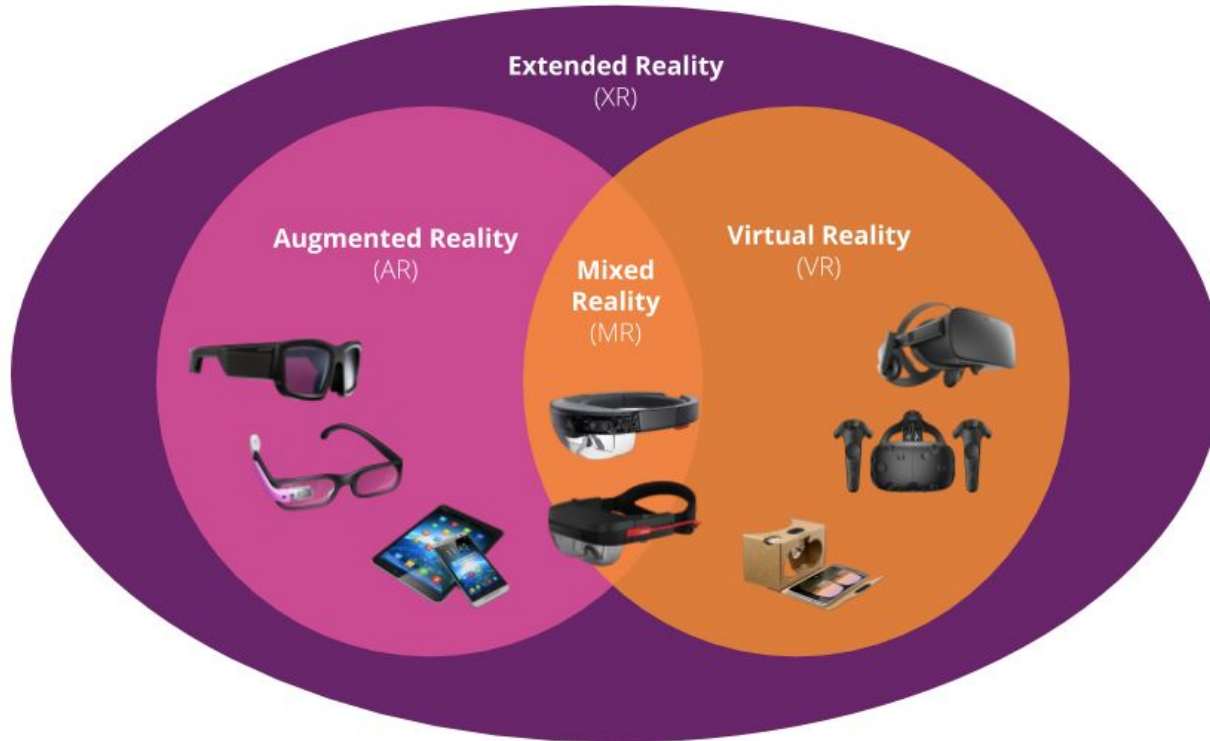 Extended Reality
(XR)
Augmented Reality
(AR)
Mixed
Reality
(MR)
Virtual Reality
(VR)